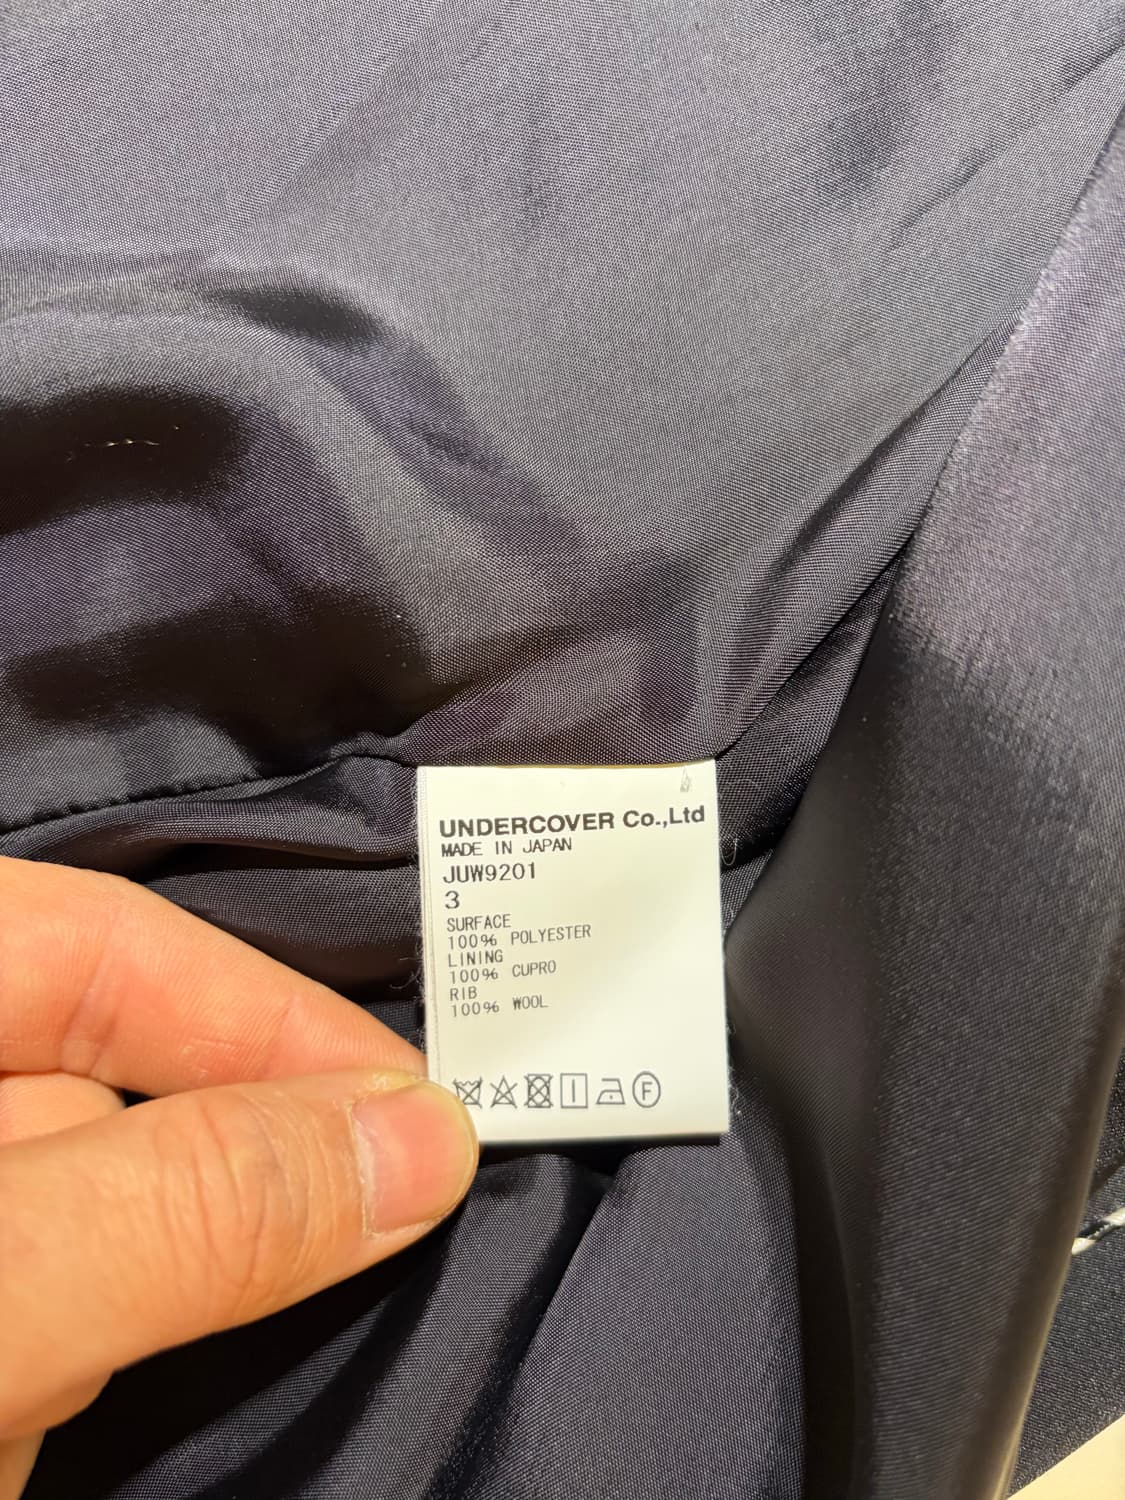 UNDERCOVER Co.,Ltd
MADE IN JAPAN
JUW9201
3
SURFACE
100% POLYESTER
LINING
100% CUPRO
RIB
100% WOOL
F